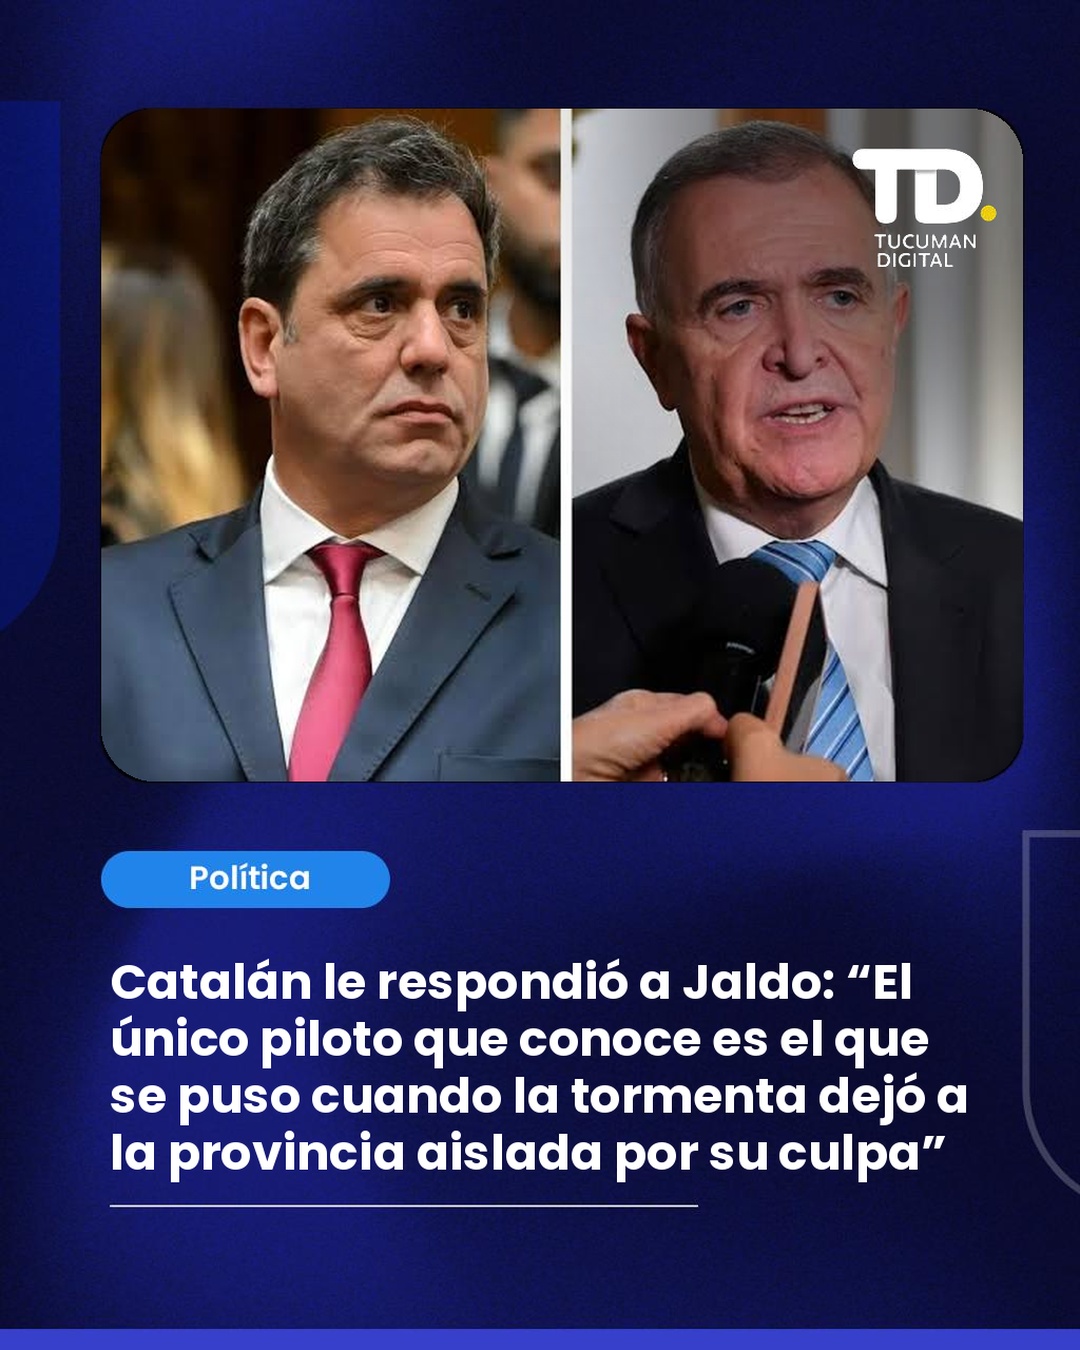 TD.
TUCUMAN
DIGITAL
Política
Catalán le respondió a Jaldo: “El
único piloto que conoce es el que
se puso cuando la tormenta dejó a
la provincia aislada por su culpa”